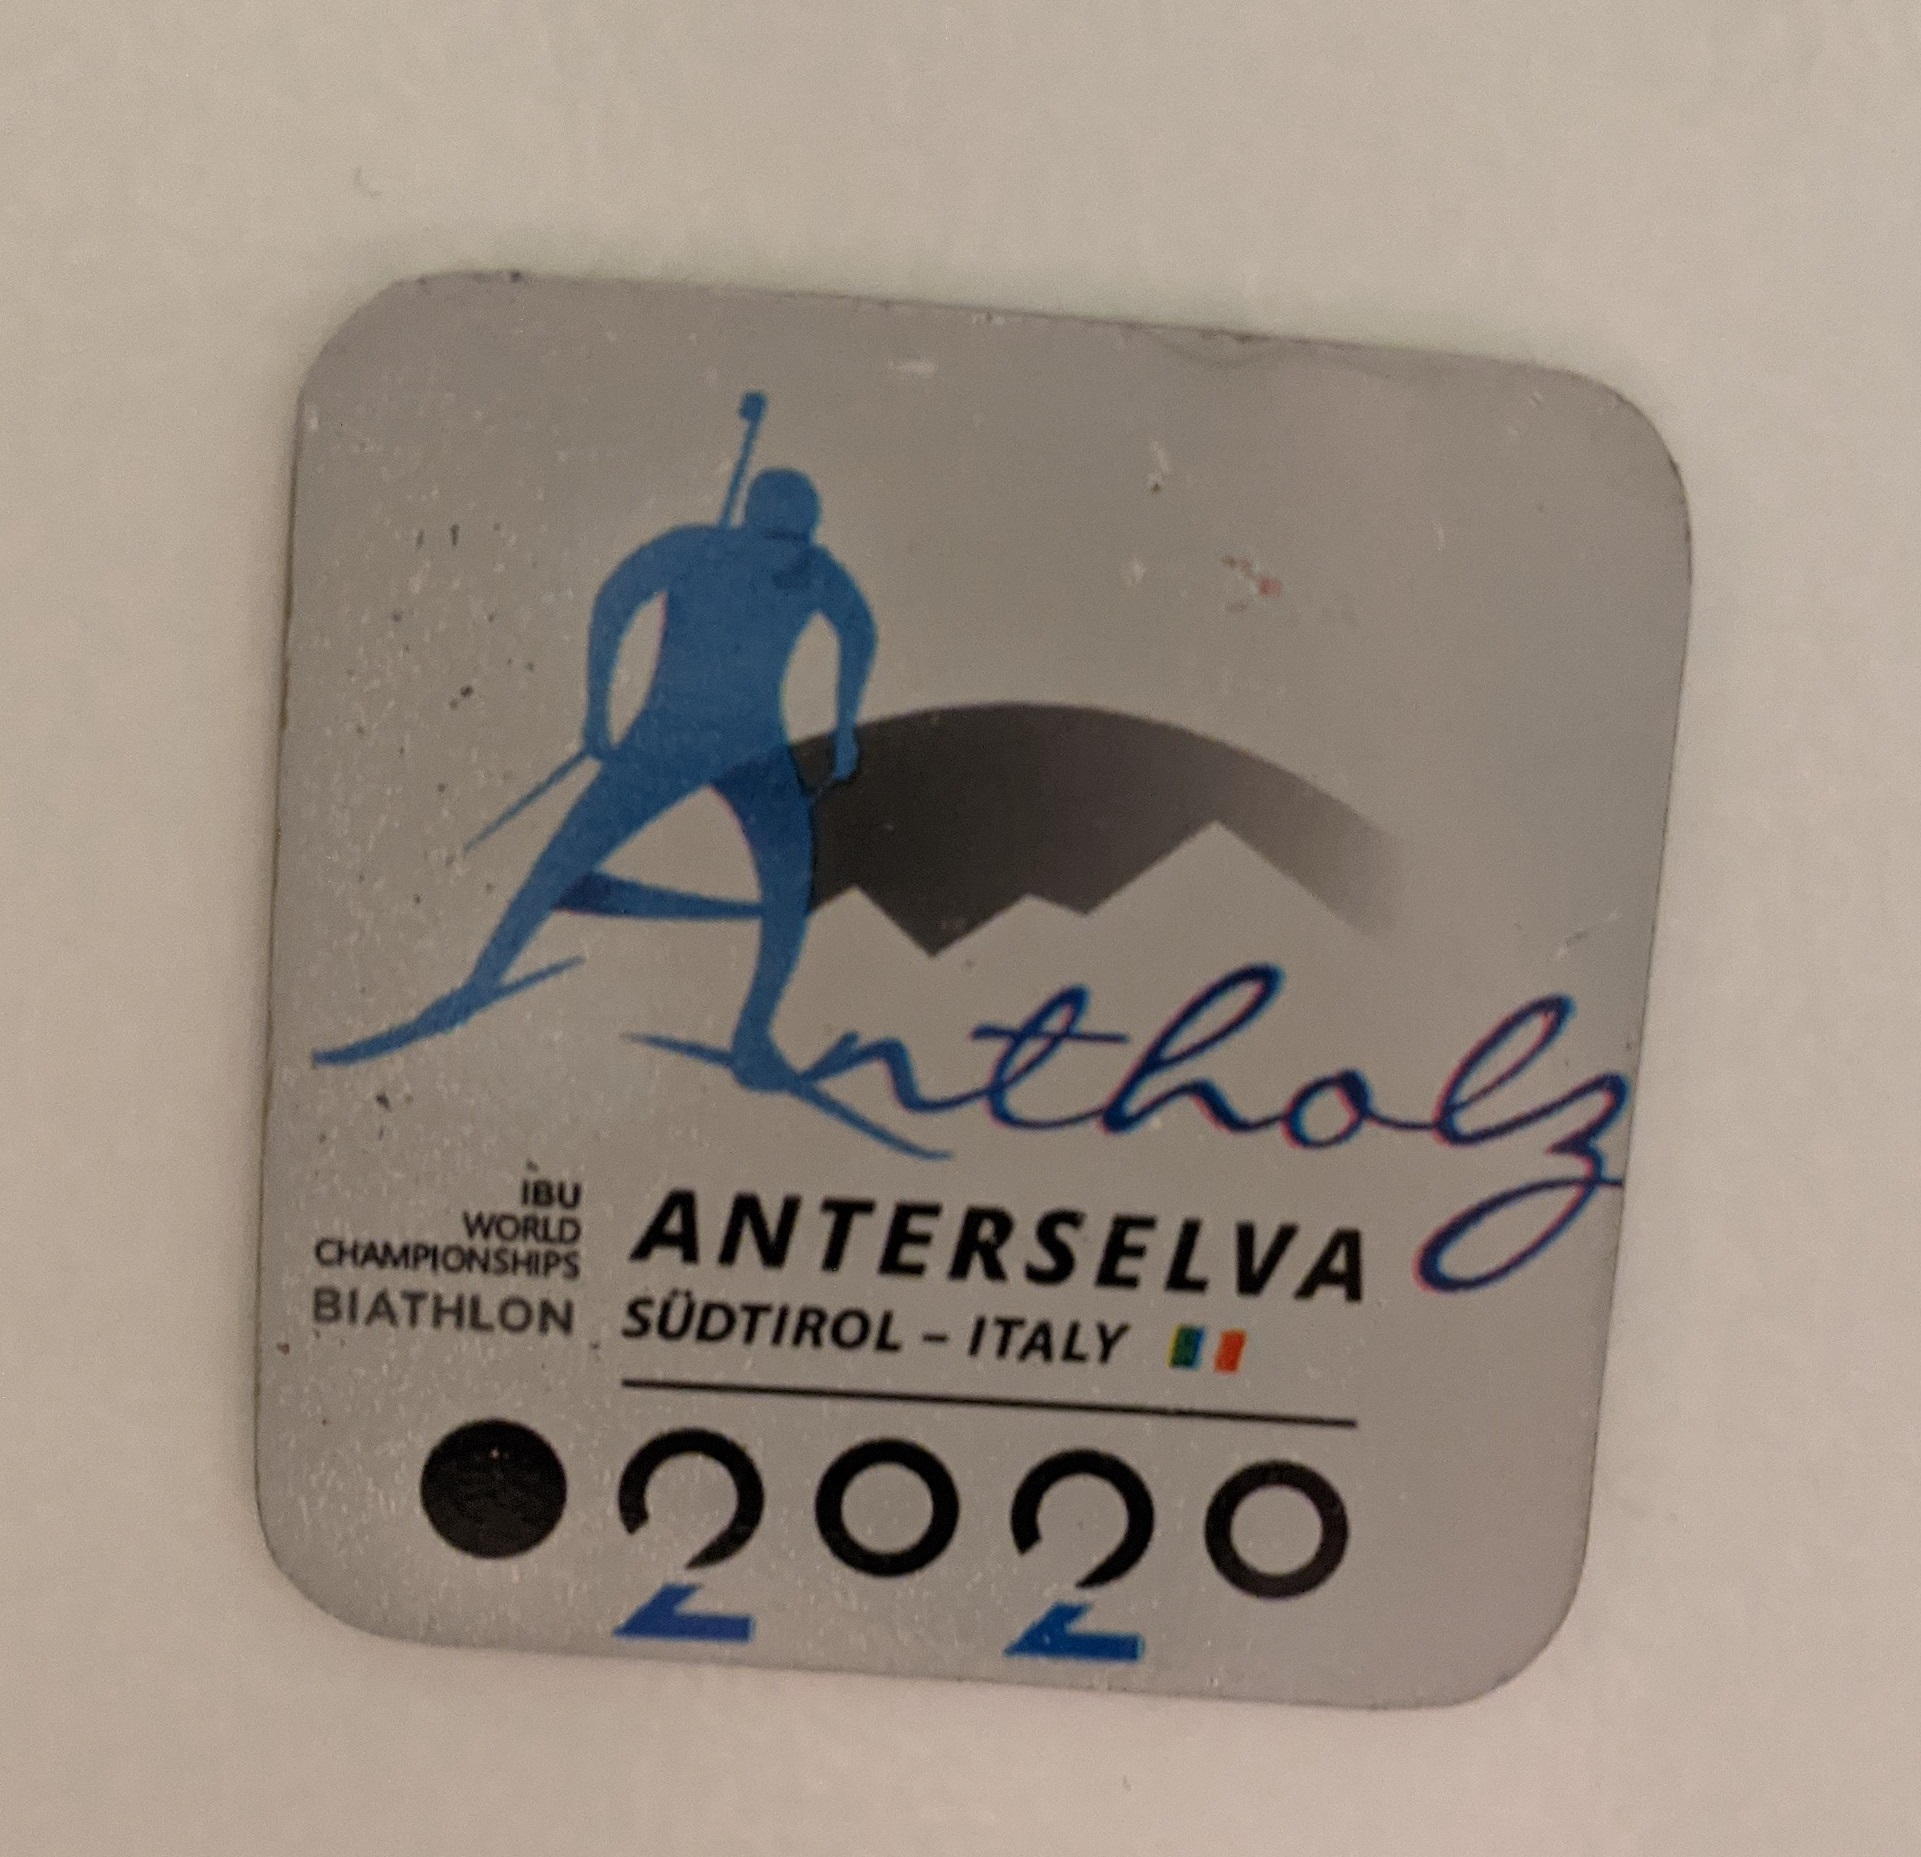 Antholz
IBU
WORLD
CHAMPIONSHIPS
BIATHLON
ANTERSELVA
SÜDTIROL – ITALY
2020